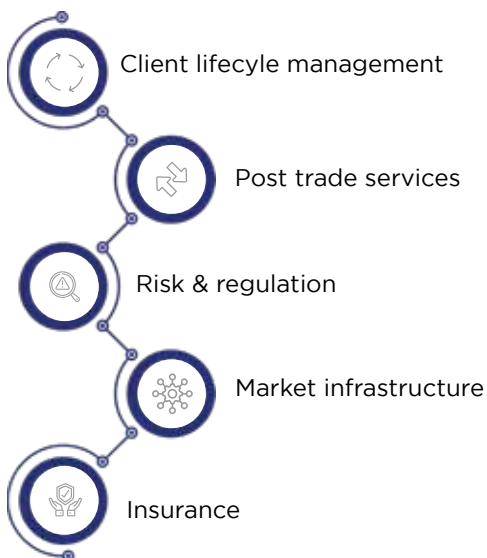 Client lifecyle management
Post trade services
Risk & regulation
Market infrastructure
Insurance